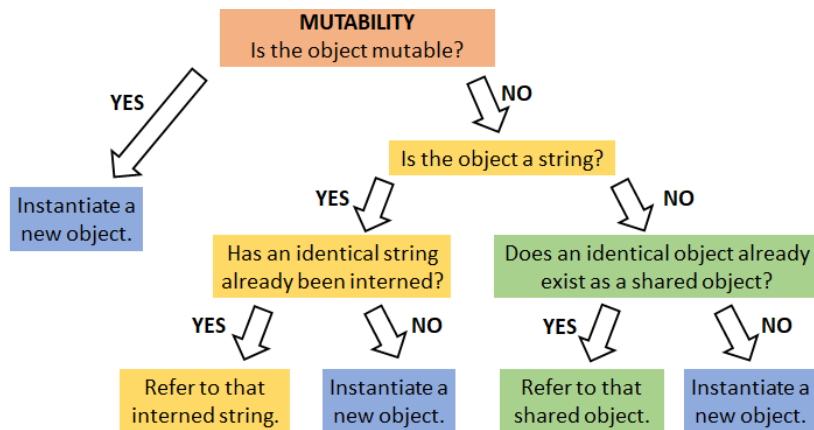 MUTABILITY
Is the object mutable?
YES
NO
Is the object a string?
Instantiate a
new object.
YES
NO
Has an identical string
already been interned?
Does an identical object already
exist as a shared object?
YES
NO
YES
NO
Refer to that
interned string.
Instantiate a
new object.
Refer to that
shared object.
Instantiate a
new object.